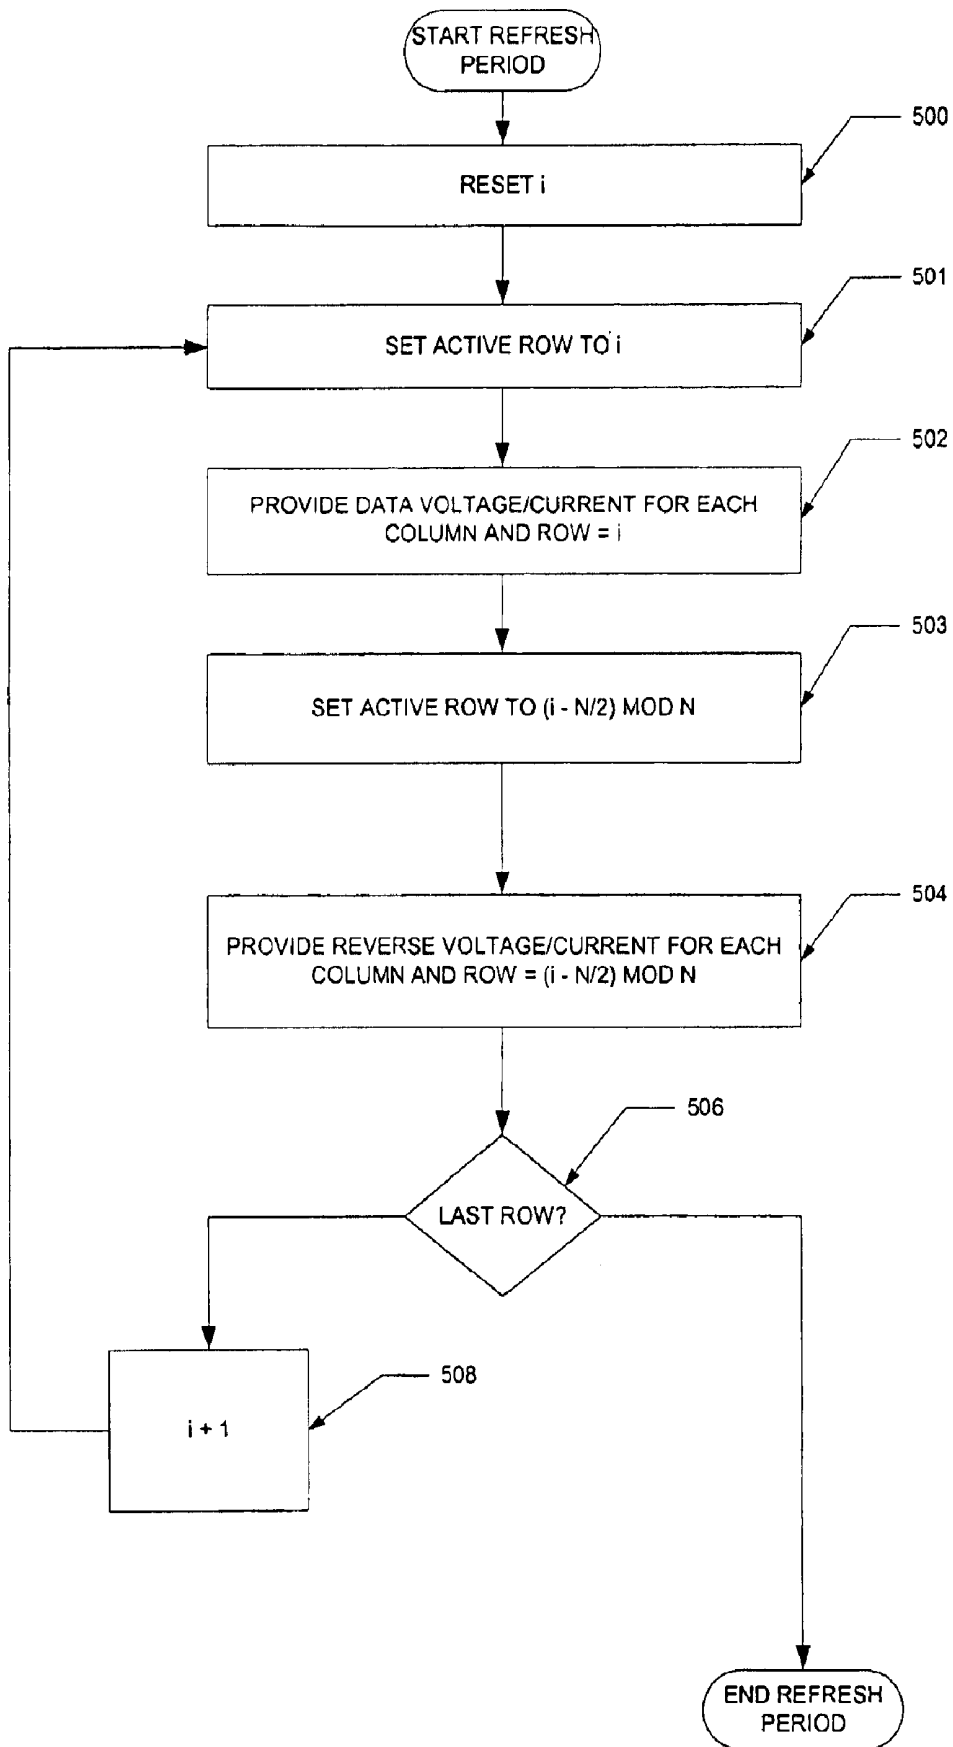 START REFRESH
PERIOD
500
RESET i
501
SET ACTIVE ROW TO i
502
PROVIDE DATA VOLTAGE/CURRENT FOR EACH
COLUMN AND ROW = i
503
SET ACTIVE ROW TO (i - N/2) MOD N
504
PROVIDE REVERSE VOLTAGE/CURRENT FOR EACH
COLUMN AND ROW = (i - N/2) MOD N
506
LAST ROW?
508
i + 1
END REFRESH
PERIOD